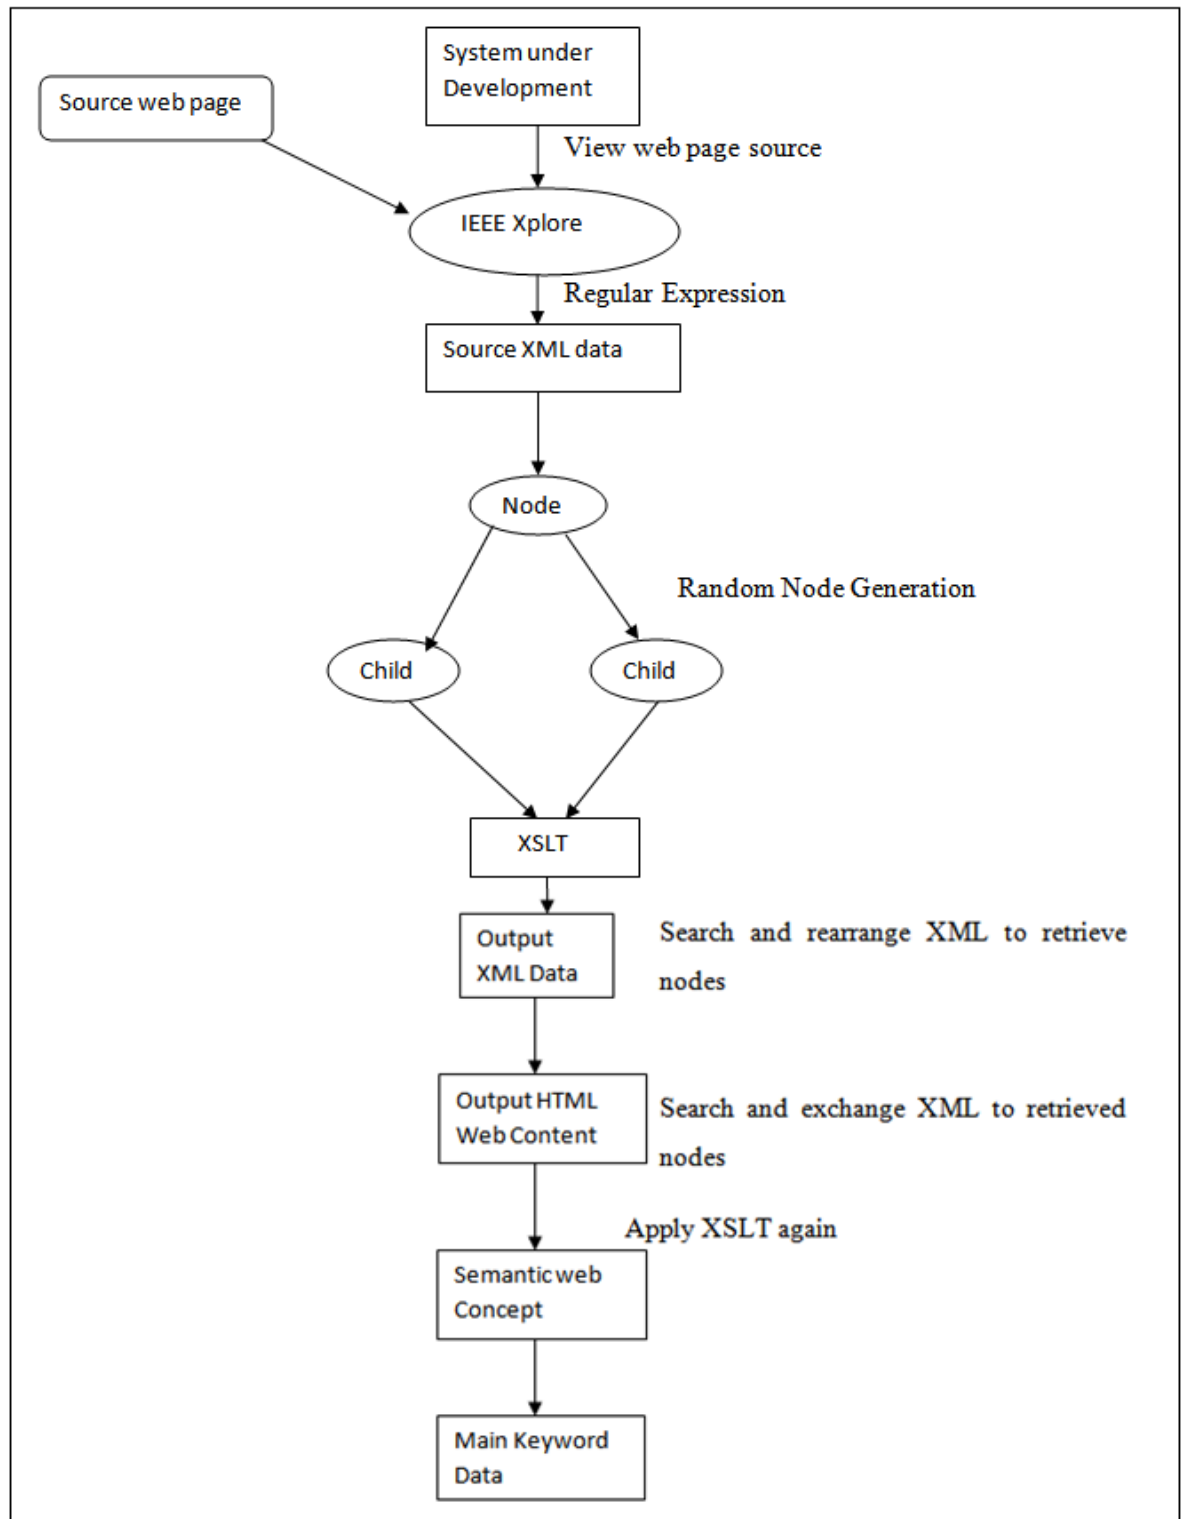 System under
Development
Source web page
View web page source
IEEE Xplore
Regular Expression
Source XML data
Node
Random Node Generation
Child
Child
XSLT
Output
XML Data
Search and rearrange XML to retrieve
nodes
Output HTML
Web Content
Search and exchange XML to retrieved
nodes
Apply XSLT again
Semantic web
Concept
Main Keyword
Data